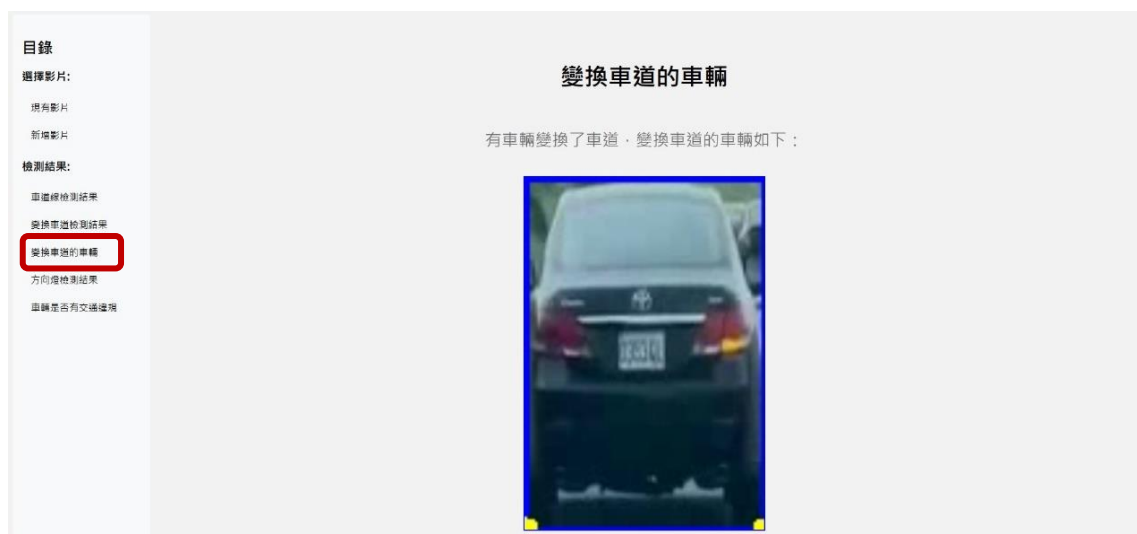 目錄
選擇影片:
現有影片
新增影片
檢測結果:
車道線檢測結果
變換車道檢測結果
變換車道的車輛
方向燈檢測結果
車輛是否有交通違規
變換車道的車輛
有車輛變換了車道，變換車道的車輛如下：